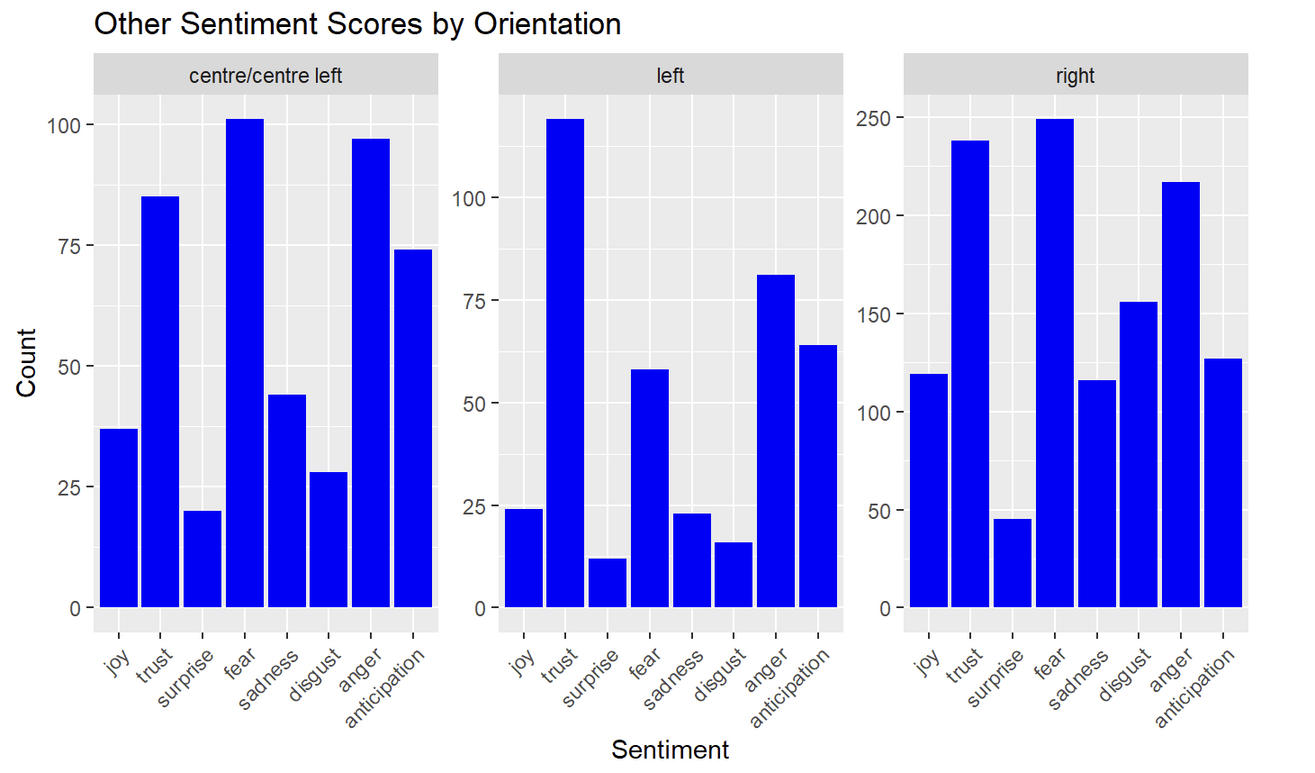 Other Sentiment Scores by Orientation
centre/centre left
left
right
Count
100
75
50
25
0
100
75
50
25
0
250
200
150
100
50
0
joy
trust
surprise
fear
sadness
disgust
anger
anticipation
joy
trust
surprise
fear
sadness
disgust
anger
anticipation
joy
trust
surprise
fear
sadness
disgust
anger
anticipation
Sentiment